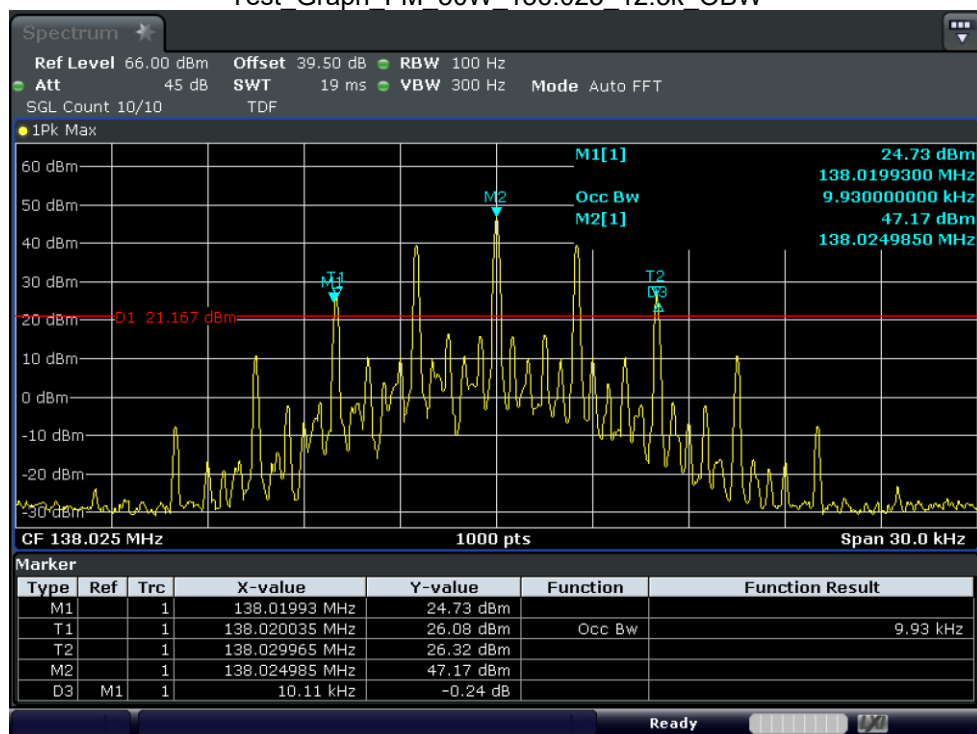 Spectrum
Ref Level 66.00 dBm Offset 39.50 dB RBW 100 Hz
Att 45 dB SWT 19 ms VBW 300 Hz Mode Auto FFT
SGL Count 10/10 TDF
1Pk Max
M1[1] 24.73 dBm
138.0199300 MHz
Occ Bw 9.930000000 kHz
M2[1] 47.17 dBm
138.0249850 MHz
60 dBm
50 dBm
40 dBm
30 dBm
20 dBm
10 dBm
0 dBm
-10 dBm
-20 dBm
-30 dBm
M2
T1
M1
T2
D3
D1 21.167 dBm
CF 138.025 MHz 1000 pts Span 30.0 kHz
Marker
Type Ref Trc X-value Y-value Function Function Result
M1 1 138.01993 MHz 24.73 dBm
T1 1 138.020035 MHz 26.08 dBm Occ Bw 9.93 kHz
T2 1 138.029965 MHz 26.32 dBm
M2 1 138.024985 MHz 47.17 dBm
D3 M1 1 10.11 kHz -0.24 dB
Ready